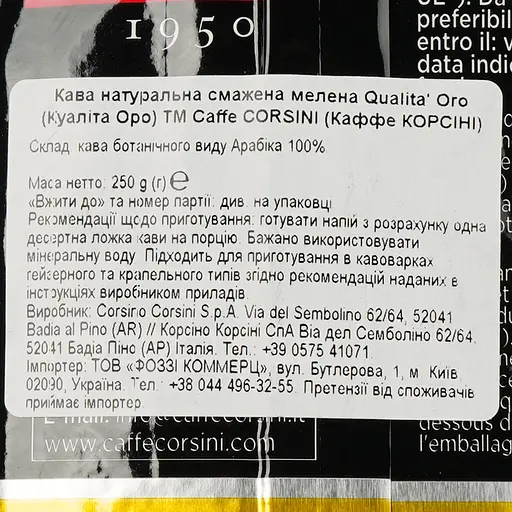 1950
preferibil
entro il: v
data indic
Кава натуральна смажена мелена Qualita' Oro
(Куаліта Оро) ТМ Caffe CORSINI (Каффе КОРСІНІ)
Склад кава ботанічного виду Арабіка 100%
Маса нетто: 250 g (г) ℮
«Вжити до» та номер партії: див. на упаковці
Рекомендації щодо приготування: готувати напій з розрахунку одна
десертна ложка кави на порцію. Бажано використовувати
мінеральну воду Підходить для приготування в кавоварках
гейзерного та крапельного типів згідно рекомендацій наданих в
інструкціях виробником приладів.
Виробник: Corsino Corsini S.p.A. Via del Sembolino 62/64, 52041
Badia al Pino (AR) // Корсіно Корсіні СпА Віа дел Семболіно 62/64,
52041 Бадіа Піно (АР) Італія. Тел.: +39 0575 41071.
Імпортер: ТОВ «ФОЗЗІ КОММЕРЦ», вул. Бутлерова, 1, м. Київ
02090, Україна. Тел.: +38 044 496-32-55. Претензії від споживачів
приймає імпортер.
www.caffecorsini.com
dessous d
l'emballag